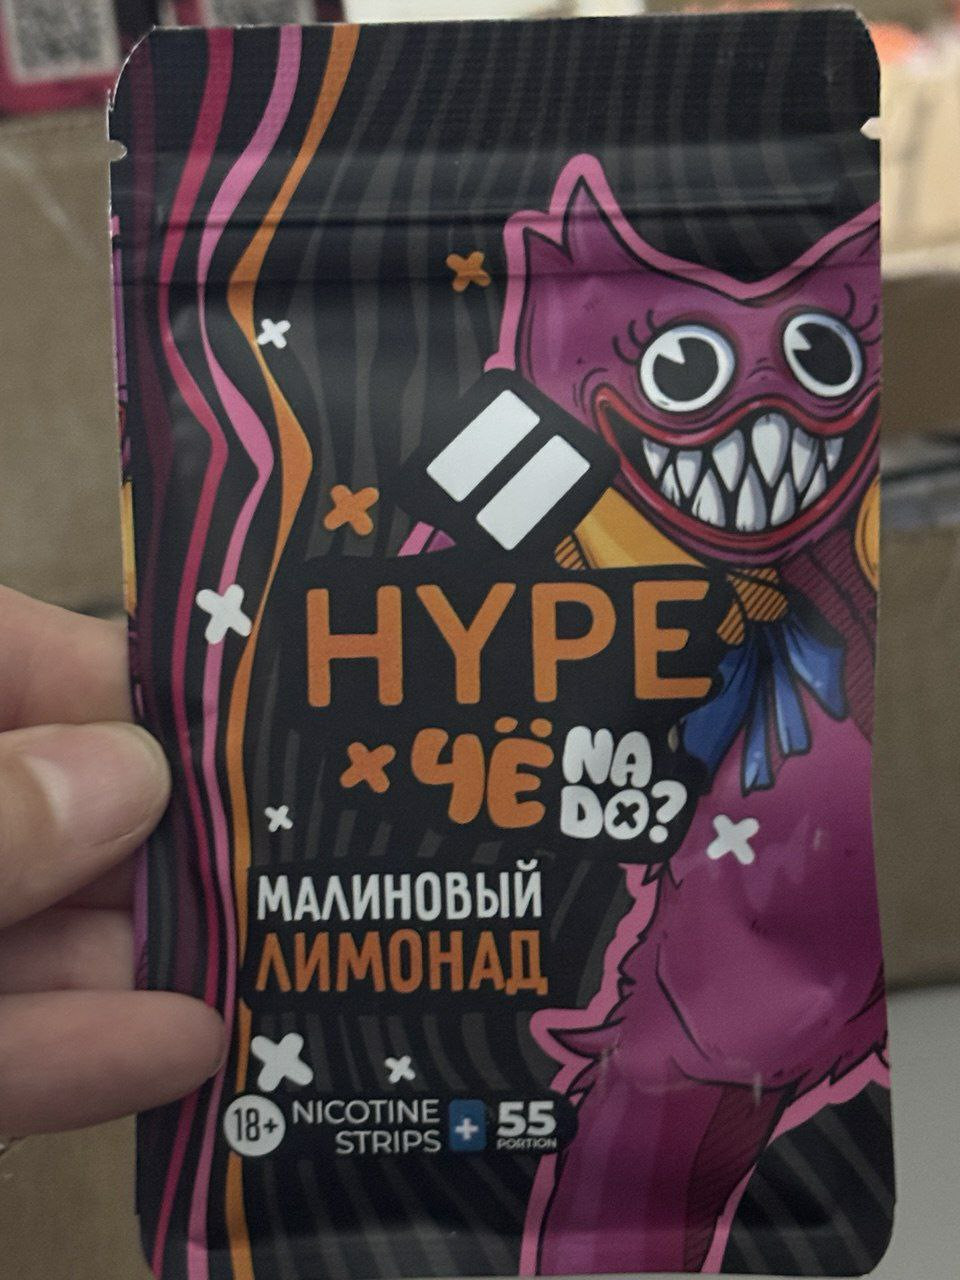 HYPE
ЧЁ NA
DO?
МАЛИНОВЫЙ
ЛИМОНАД
18+ NICOTINE
STRIPS + 55
PORTION